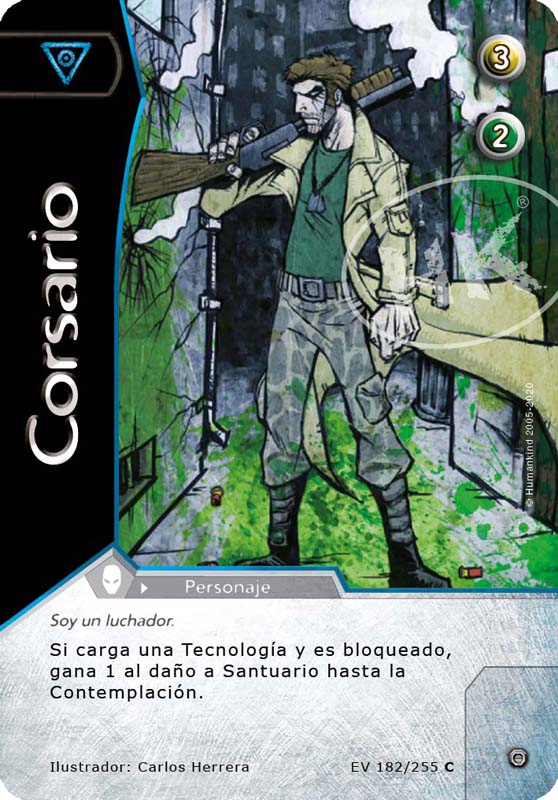 3
2
Corsario
HK®
© Humankind 2005-2020
Personaje
Soy un luchador.
Si carga una Tecnología y es bloqueado,
gana 1 al daño a Santuario hasta la
Contemplación.
Ilustrador: Carlos Herrera
EV 182/255 C